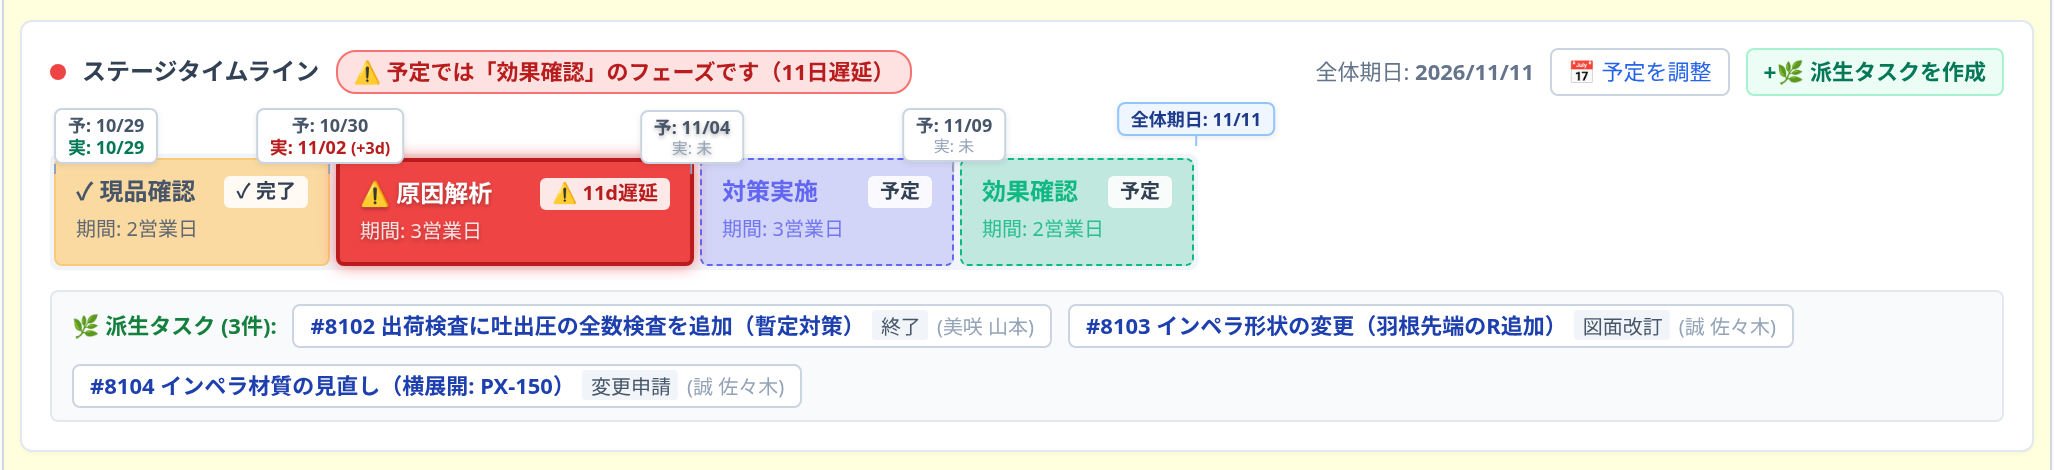 ステージタイムライン
⚠️ 予定では「効果確認」のフェーズです（11日遅延）
全体期日: 2026/11/11
📅 予定を調整
+🌿 派生タスクを作成
予: 10/29
実: 10/29
予: 10/30
実: 11/02 (+3d)
予: 11/04
実: 未
予: 11/09
実: 未
全体期日: 11/11
✓ 現品確認
✓ 完了
期間: 2営業日
⚠️ 原因解析
⚠️ 11d遅延
期間: 3営業日
対策実施
予定
期間: 3営業日
効果確認
予定
期間: 2営業日
🌿 派生タスク (3件):
#8102 出荷検査に吐出圧の全数検査を追加（暫定対策） 終了 (美咲 山本)
#8103 インペラ形状の変更（羽根先端のR追加） 図面改訂 (誠 佐々木)
#8104 インペラ材質の見直し（横展開: PX-150） 変更申請 (誠 佐々木)